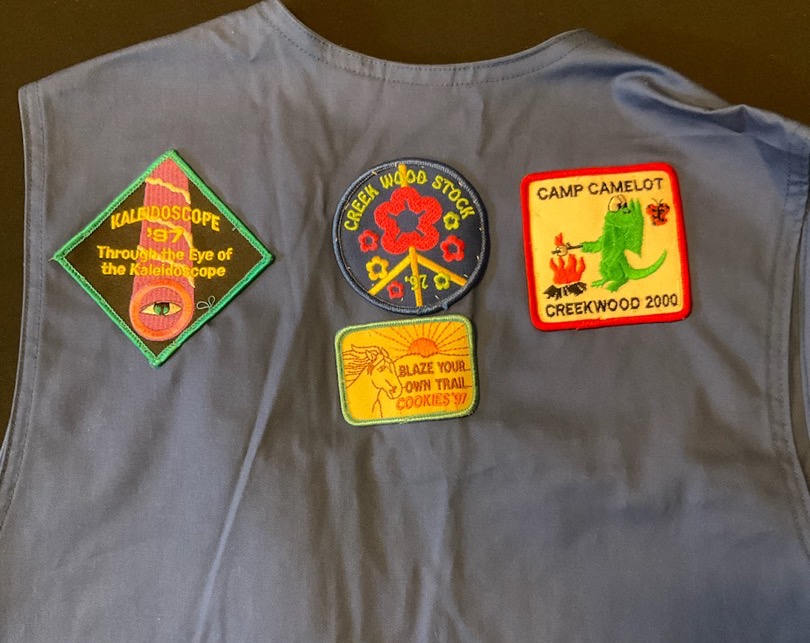 KALEIDOSCOPE
'97
Through the Eye of
the Kaleidoscope
CREEK WOOD STOCK
BLAZE YOUR
OWN TRAIL
COOKIES '97
CAMP CAMELOT
CREEKWOOD 2000